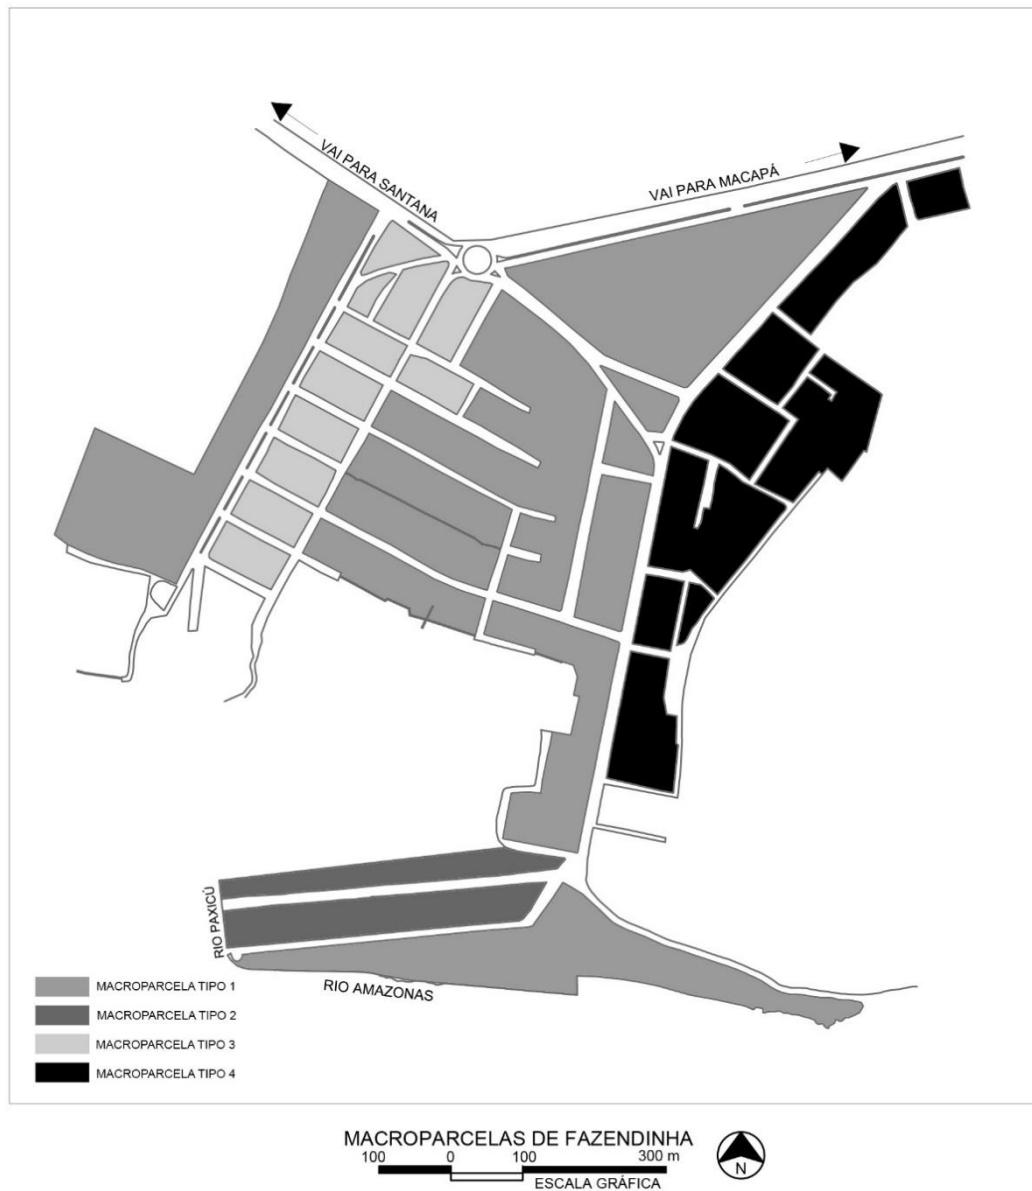 VAI PARA SANTANA
VAI PARA MACAPÁ
RIO PAXICÚ
RIO AMAZONAS
MACROPARCELA TIPO 1
MACROPARCELA TIPO 2
MACROPARCELA TIPO 3
MACROPARCELA TIPO 4
MACROPARCELAS DE FAZENDINHA
100 0 100 300 m
ESCALA GRÁFICA
N